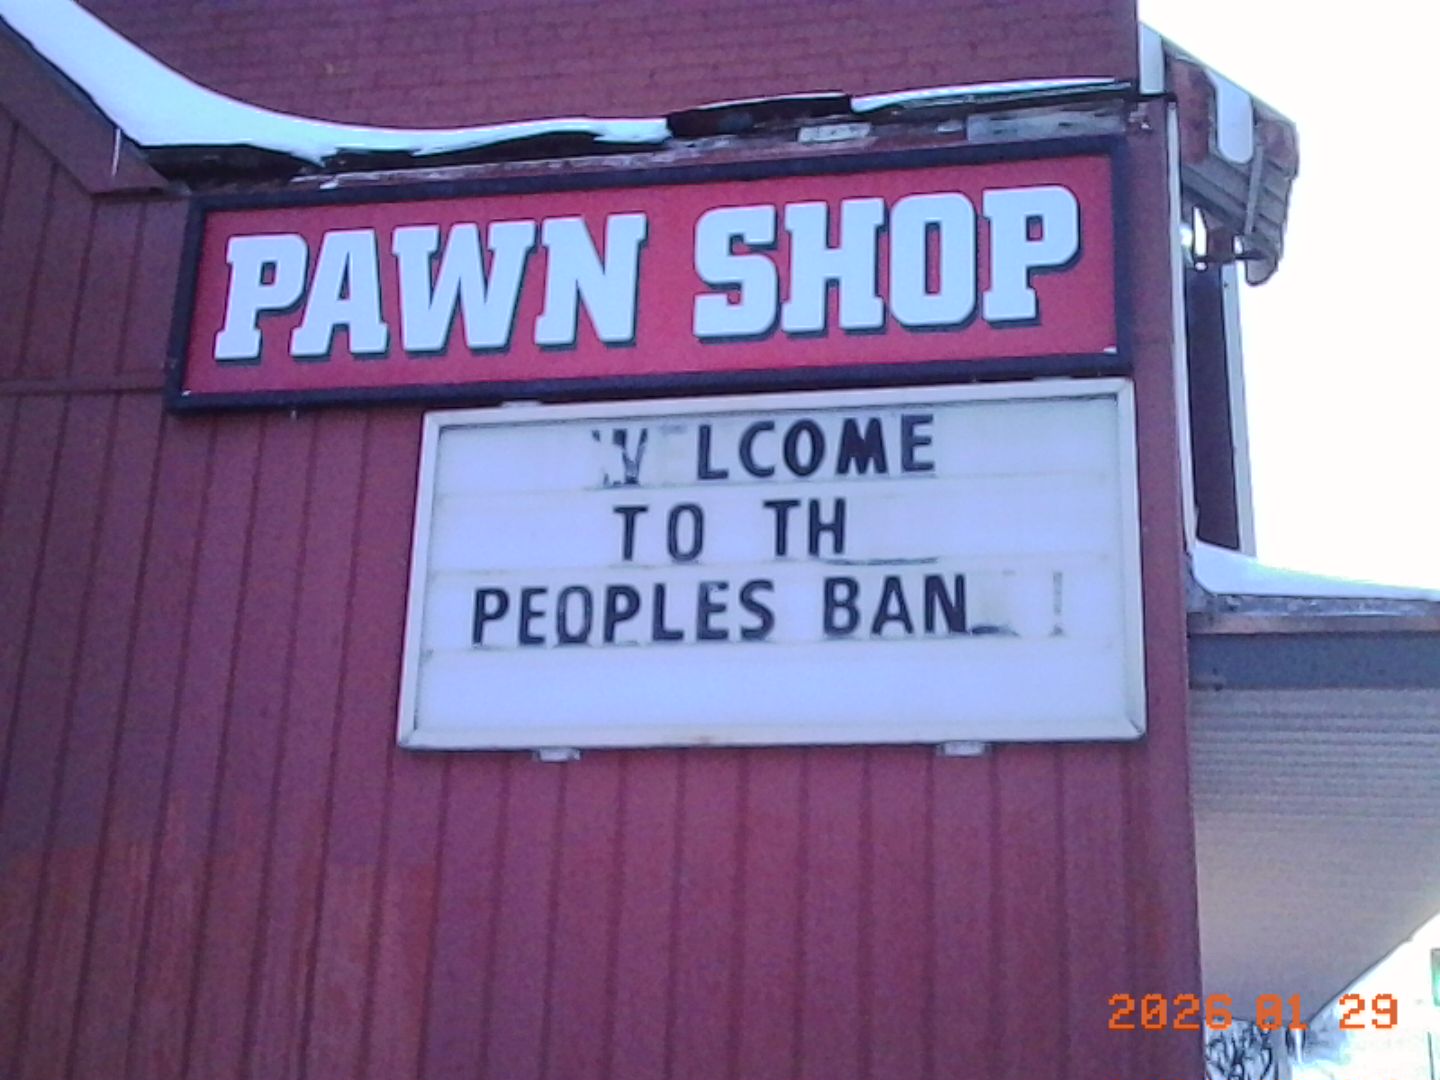 PAWN SHOP
W LCOME
TO TH
PEOPLES BAN !
2026 01 29